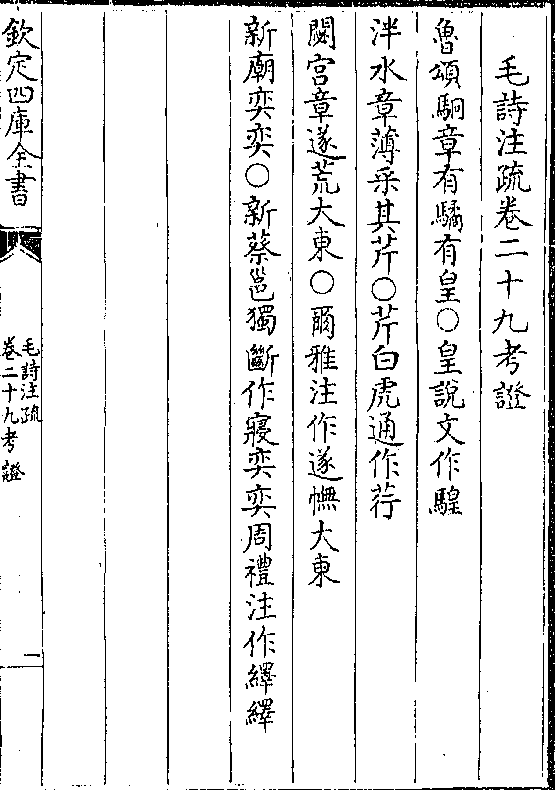 毛詩注疏卷二十九考證
魯頌駉章有驈有皇○皇說文作騜
泮水章薄采其芹○芹白虎通作荇
閟宮章遂荒大東○爾雅注作遂憮大東
新廟奕奕○新蔡邕獨斷作寢奕奕周禮注作繹繹
欽定四庫全書
毛詩注疏
卷二十九考證
一